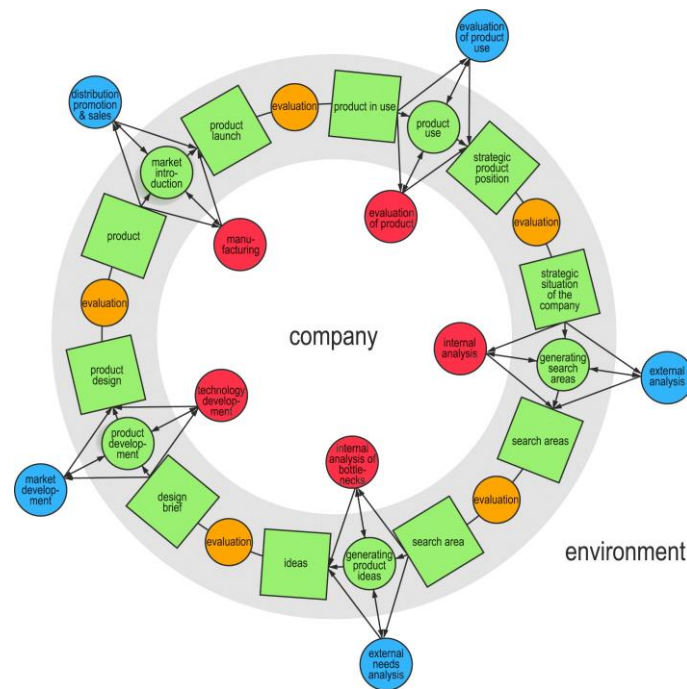 evaluation
of product
use
distribution
promotion
& sales
product
launch
evaluation
product in use
product
use
strategic
product
position
market
intro-
duction
evaluation
of product
evaluation
product
manu-
facturing
strategic
situation
of the
company
evaluation
company
internal
analysis
generating
search
areas
external
analysis
product
design
technology
develop-
ment
product
develop-
ment
search areas
market
develop-
ment
design
brief
internal
analysis of
bottle-
necks
evaluation
search area
evaluation
ideas
generating
product
ideas
environment
external
needs
analysis